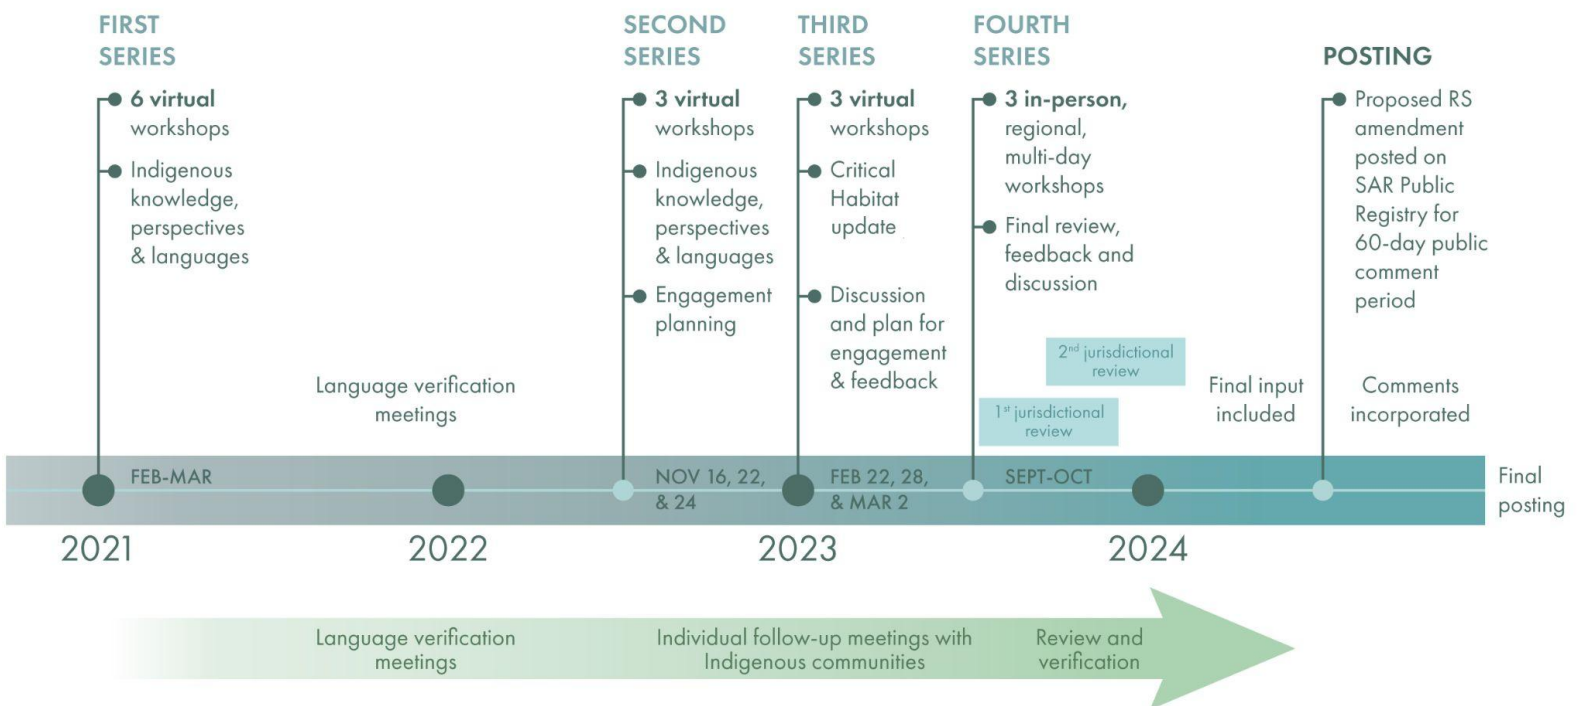 FIRST
SERIES
6 virtual
workshops
Indigenous
knowledge,
perspectives
& languages
SECOND
SERIES
3 virtual
workshops
Indigenous
knowledge,
perspectives
& languages
Engagement
planning
THIRD
SERIES
3 virtual
workshops
Critical
Habitat
update
Discussion
and plan for
engagement
& feedback
FOURTH
SERIES
3 in-person,
regional,
multi-day
workshops
Final review,
feedback and
discussion
POSTING
Proposed RS
amendment
posted on
SAR Public
Registry for
60-day public
comment
period
Language verification
meetings
1st jurisdictional
review
2nd jurisdictional
review
Final input
included
Comments
incorporated
FEB-MAR
NOV 16, 22,
& 24
FEB 22, 28,
& MAR 2
SEPT-OCT
Final
posting
2021
2022
2023
2024
Language verification
meetings
Individual follow-up meetings with
Indigenous communities
Review and
verification